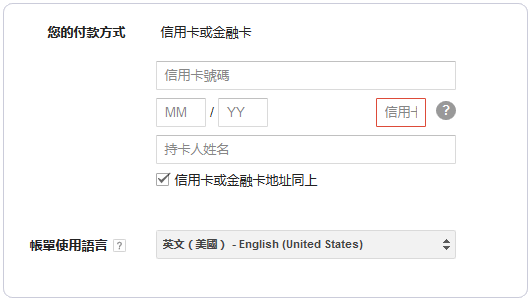 您的付款方式 信用卡或金融卡
信用卡號碼
MM / YY 信用卡 ?
持卡人姓名
信用卡或金融卡地址同上
帳單使用語言 ? 英文（美國） - English (United States)